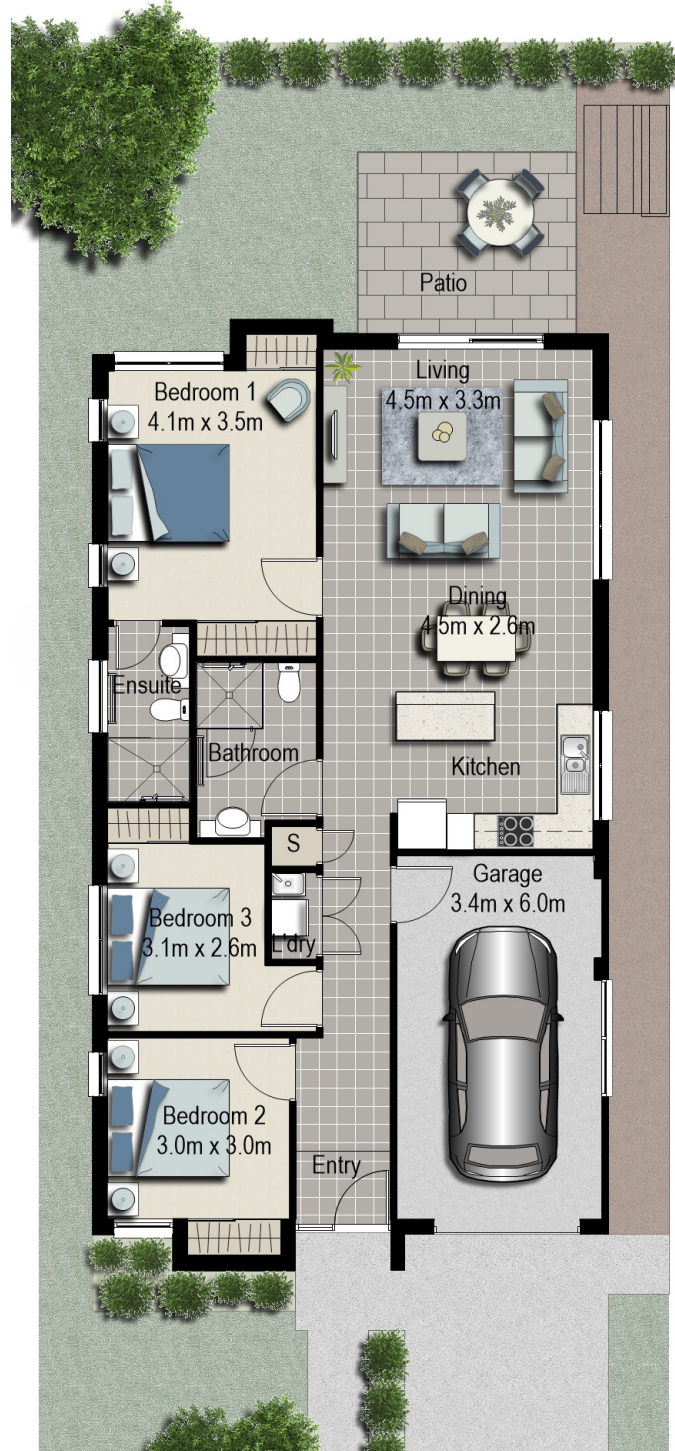 Patio
Living
4.5m x 3.3m
Bedroom 1
4.1m x 3.5m
Dining
4.5m x 2.6m
Ensuite
Bathroom
Kitchen
S
Garage
3.4m x 6.0m
Bedroom 3
3.1m x 2.6m
L'dry
Bedroom 2
3.0m x 3.0m
Entry